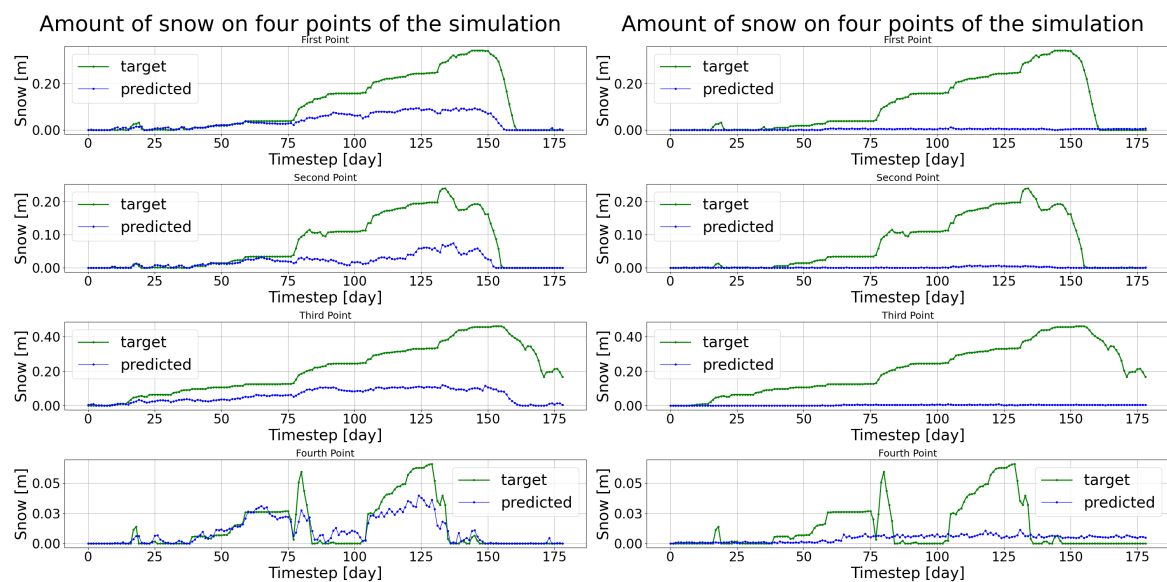 Amount of snow on four points of the simulation
First Point
Snow [m]
0.20
0.00
target
predicted
0 25 50 75 100 125 150 175
Timestep [day]
Second Point
Snow [m]
0.20
0.10
0.00
target
predicted
0 25 50 75 100 125 150 175
Timestep [day]
Third Point
Snow [m]
0.40
0.20
0.00
target
predicted
0 25 50 75 100 125 150 175
Timestep [day]
Fourth Point
Snow [m]
0.05
0.03
0.00
target
predicted
0 25 50 75 100 125 150 175
Timestep [day]
Amount of snow on four points of the simulation
First Point
Snow [m]
0.20
0.00
target
predicted
0 25 50 75 100 125 150 175
Timestep [day]
Second Point
Snow [m]
0.20
0.10
0.00
target
predicted
0 25 50 75 100 125 150 175
Timestep [day]
Third Point
Snow [m]
0.40
0.20
0.00
target
predicted
0 25 50 75 100 125 150 175
Timestep [day]
Fourth Point
Snow [m]
0.05
0.03
0.00
target
predicted
0 25 50 75 100 125 150 175
Timestep [day]